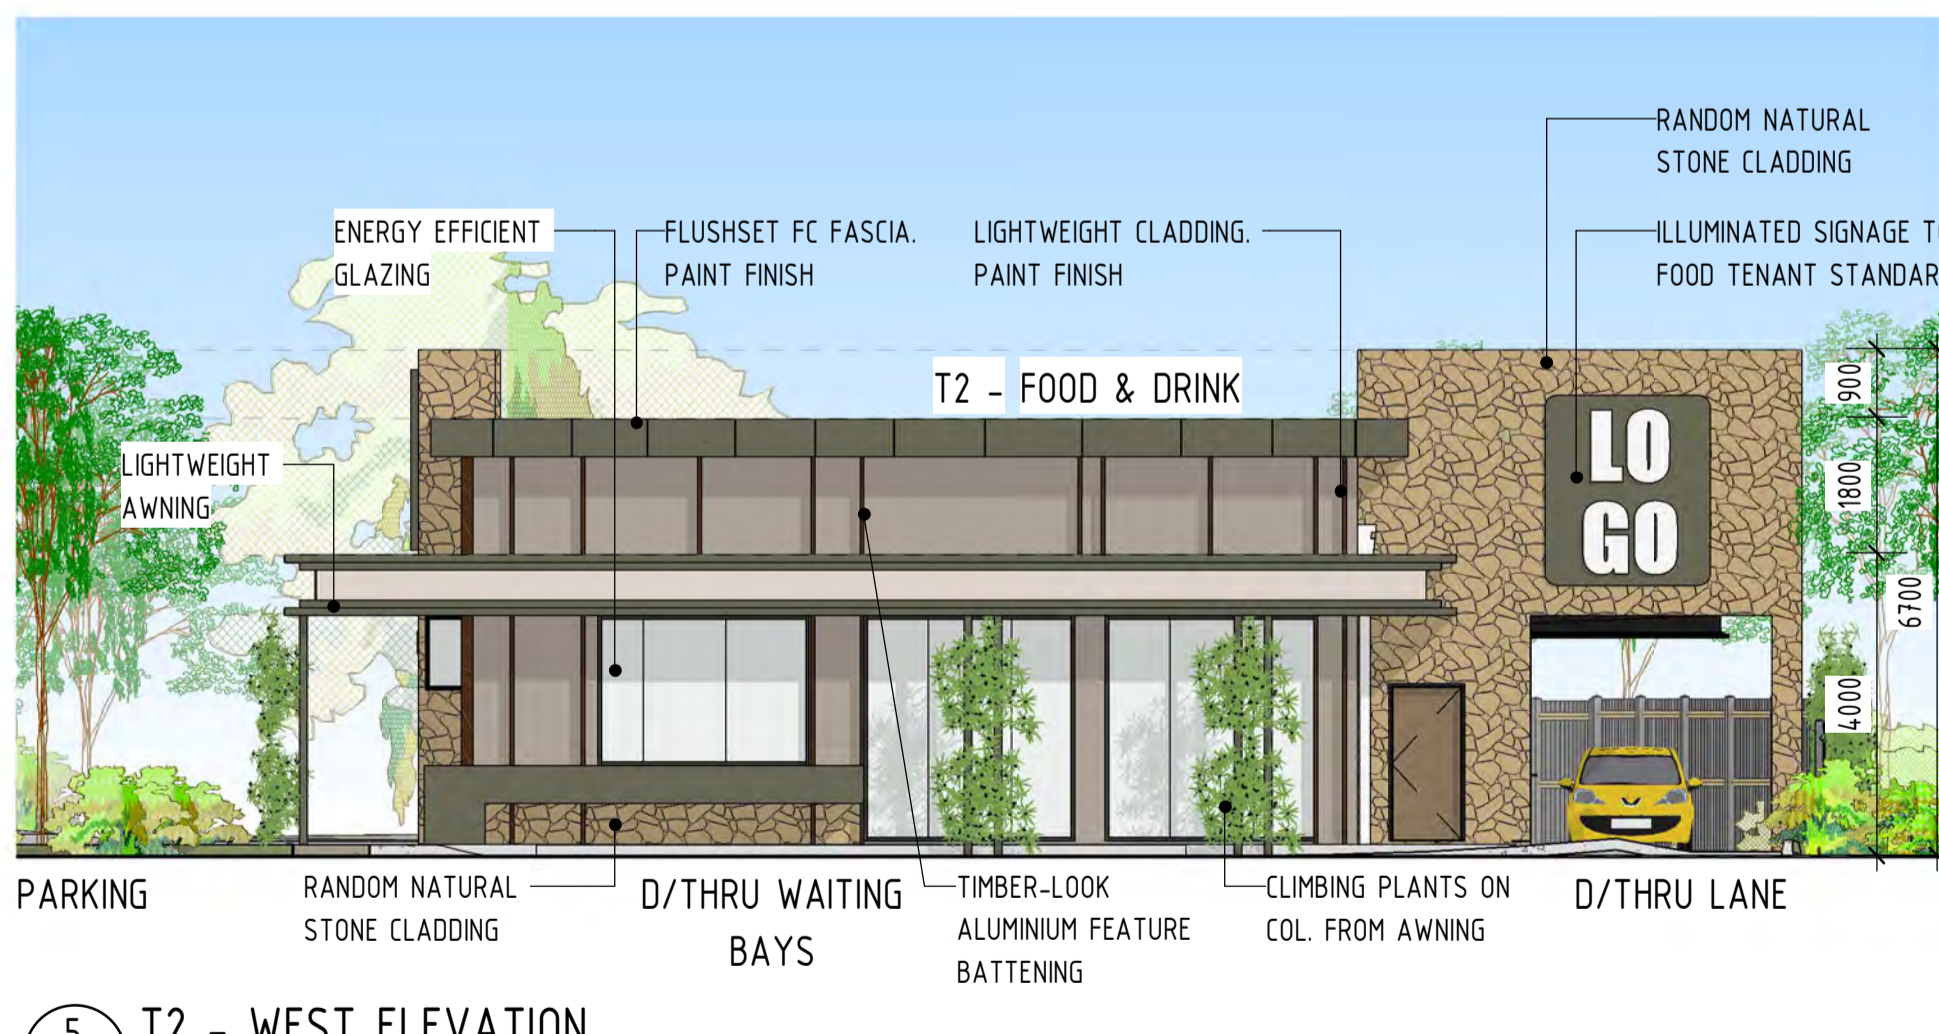 RANDOM NATURAL
STONE CLADDING
ENERGY EFFICIENT
GLAZING
FLUSHSET FC FASCIA.
PAINT FINISH
LIGHTWEIGHT CLADDING.
PAINT FINISH
ILLUMINATED SIGNAGE TO
FOOD TENANT STANDAR
T2 - FOOD & DRINK
LIGHTWEIGHT
AWNING
LO
GO
900
1800
6700
4000
PARKING
RANDOM NATURAL
STONE CLADDING
D/THRU WAITING
BAYS
TIMBER-LOOK
ALUMINIUM FEATURE
BATTENING
CLIMBING PLANTS ON
COL. FROM AWNING
D/THRU LANE
5
T2 - WEST ELEVATION